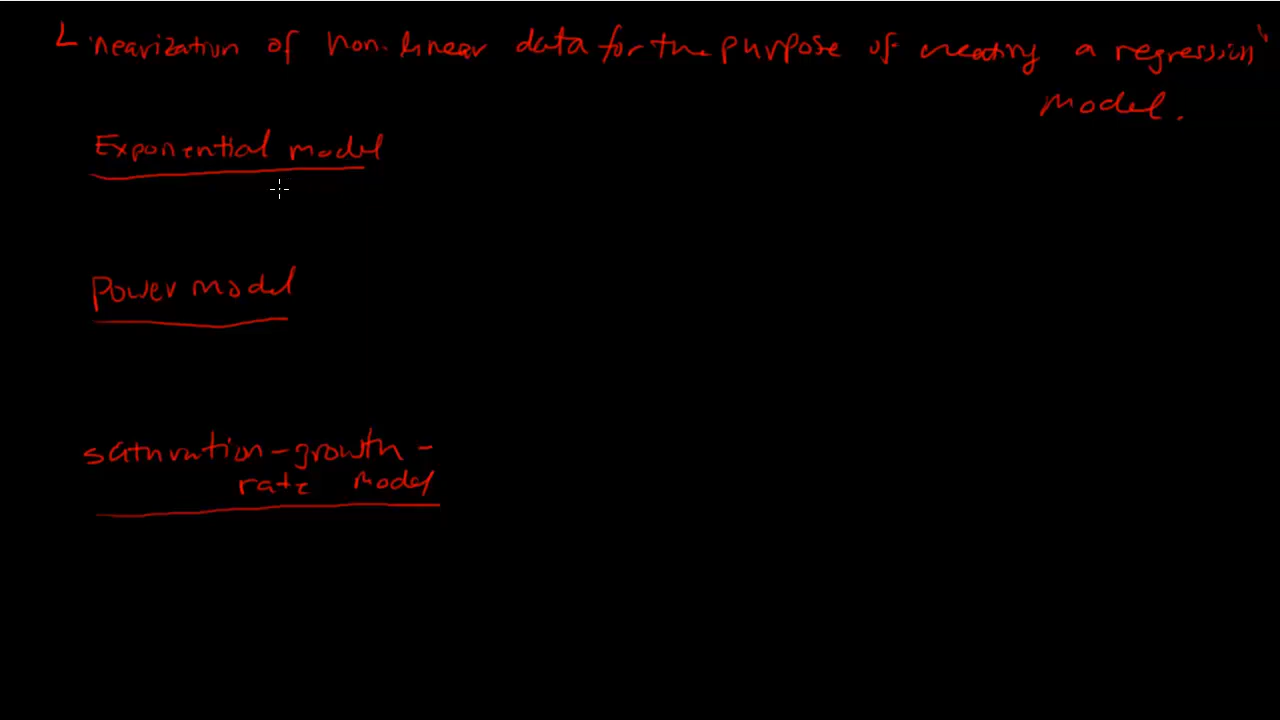 Linearization of non-linear data for the purpose of creating a regression
model.
Exponential model
Power model
saturation-growth-
rate model